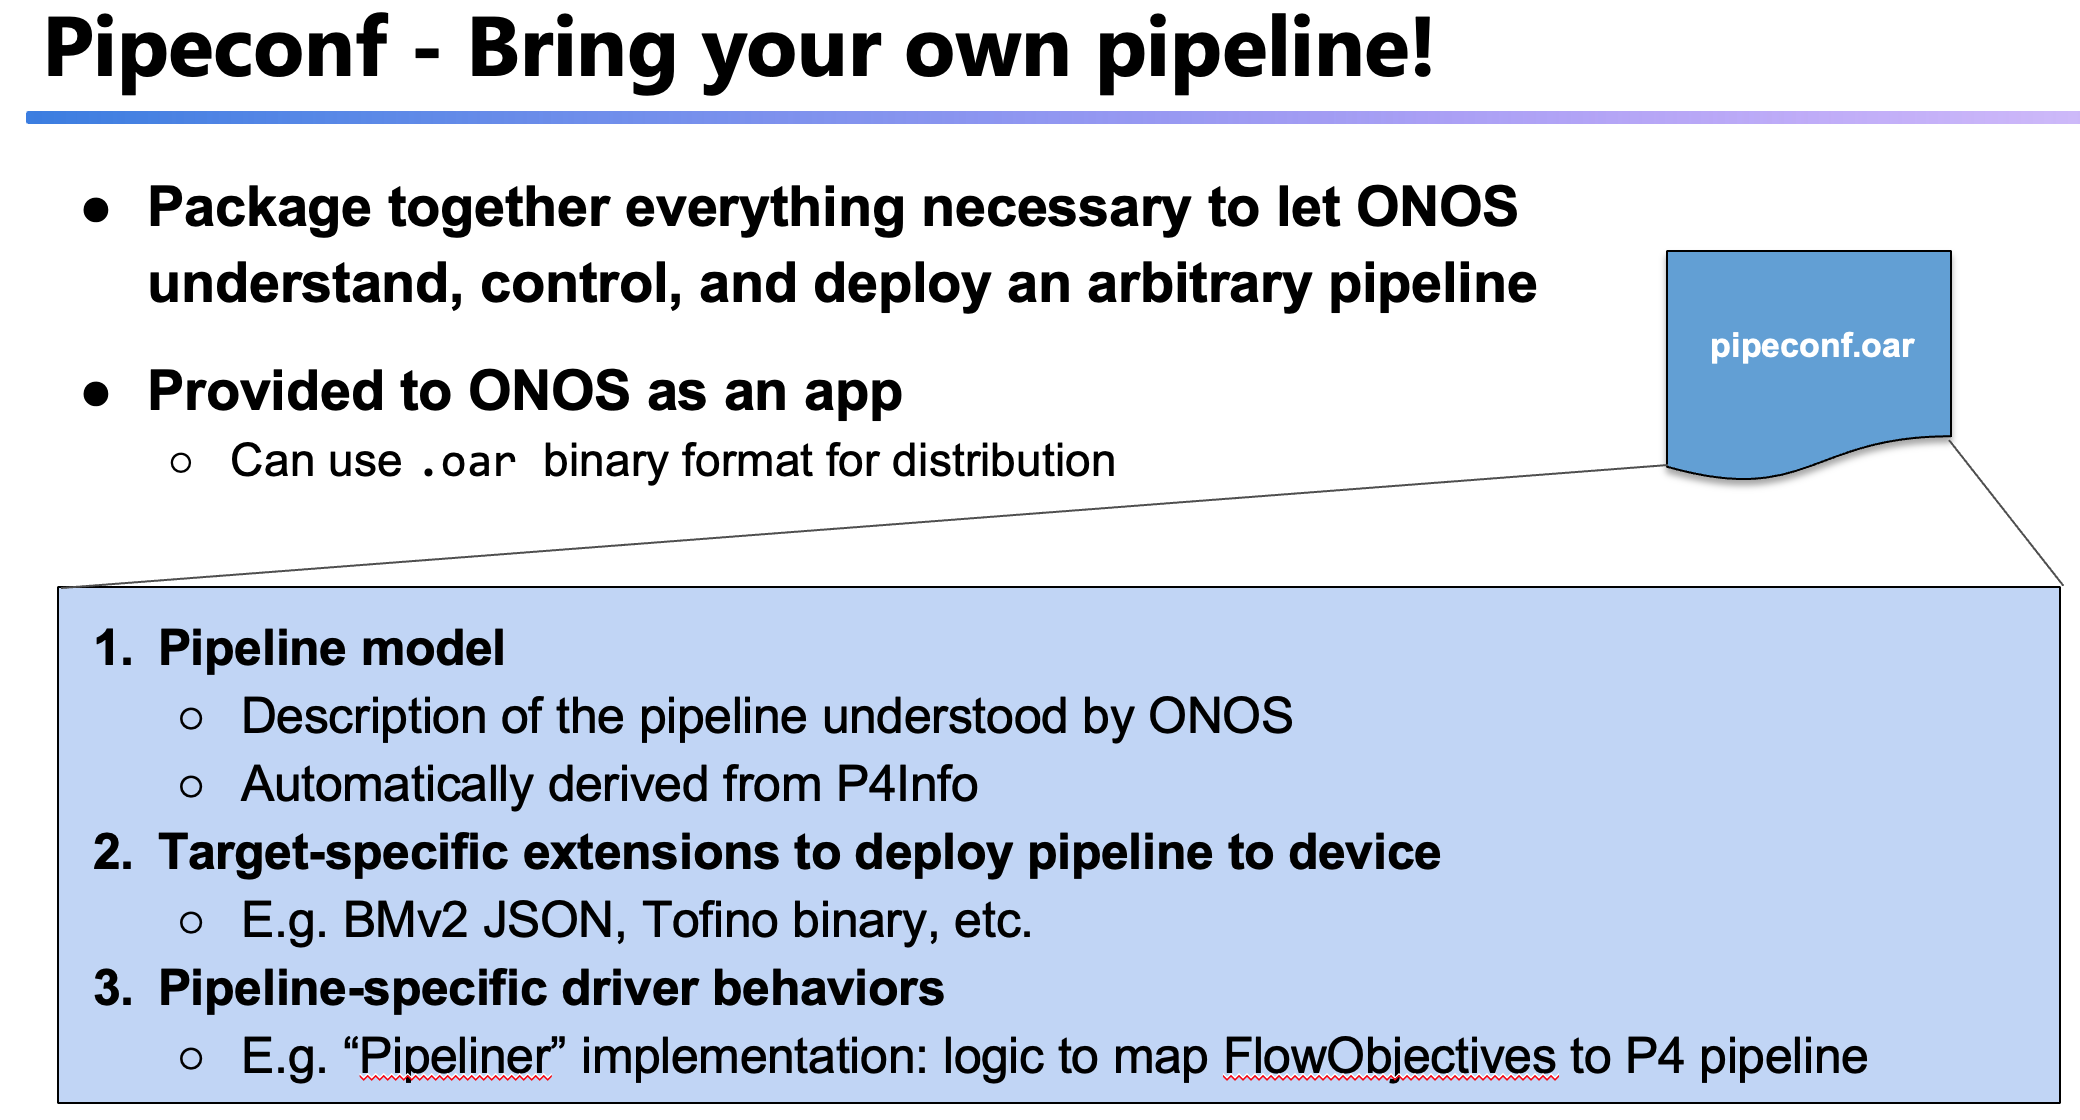 Pipeconf - Bring your own pipeline!
● Package together everything necessary to let ONOS
understand, control, and deploy an arbitrary pipeline
● Provided to ONOS as an app
○ Can use .oar binary format for distribution
pipeconf.oar
1. Pipeline model
○ Description of the pipeline understood by ONOS
○ Automatically derived from P4Info
2. Target-specific extensions to deploy pipeline to device
○ E.g. BMv2 JSON, Tofino binary, etc.
3. Pipeline-specific driver behaviors
○ E.g. “Pipeliner” implementation: logic to map FlowObjectives to P4 pipeline